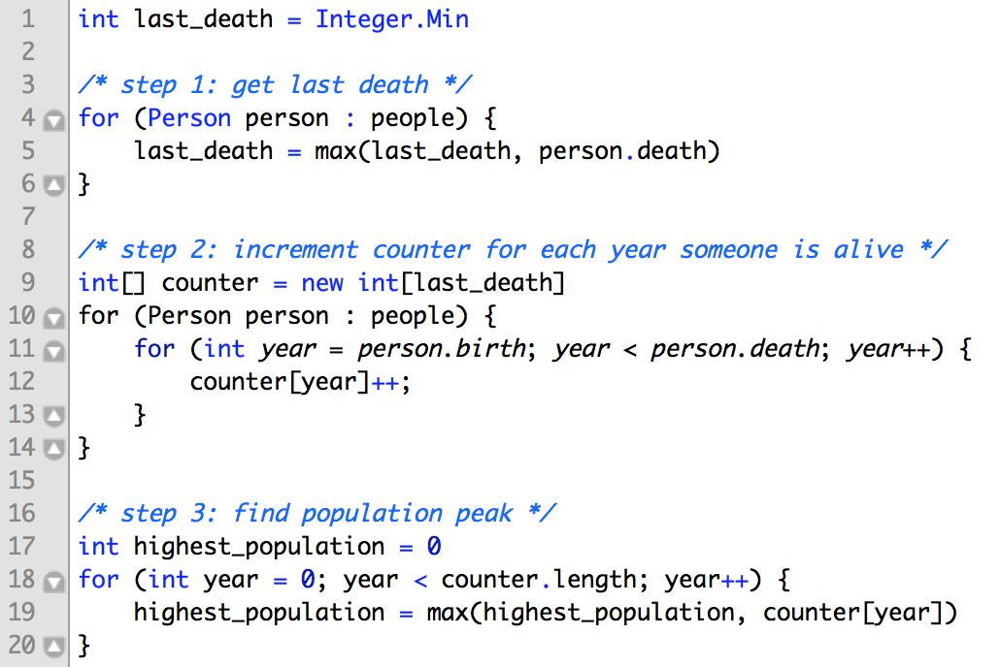 1 int last_death = Integer.Min
2
3 /* step 1: get last death */
4 for (Person person : people) {
5     last_death = max(last_death, person.death)
6 }
7
8 /* step 2: increment counter for each year someone is alive */
9 int[] counter = new int[last_death]
10 for (Person person : people) {
11     for (int year = person.birth; year < person.death; year++) {
12         counter[year]++;
13     }
14 }
15
16 /* step 3: find population peak */
17 int highest_population = 0
18 for (int year = 0; year < counter.length; year++) {
19     highest_population = max(highest_population, counter[year])
20 }